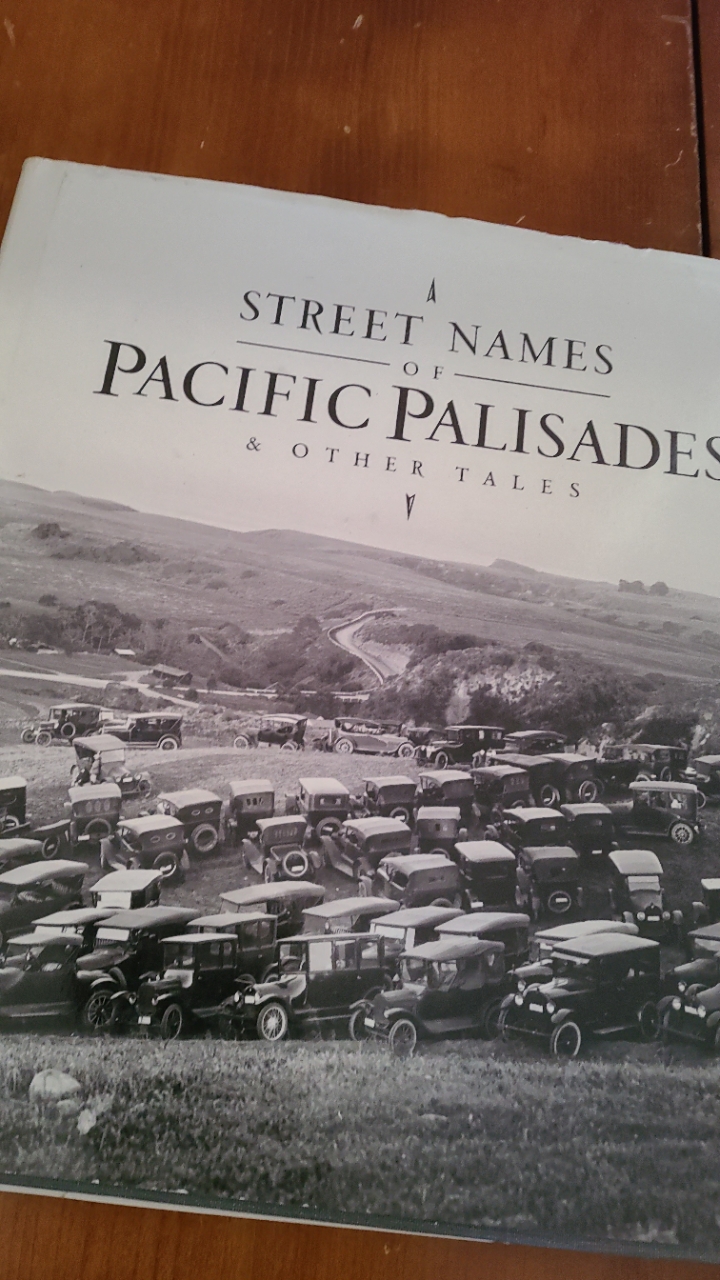 STREET NAMES
OF
PACIFIC PALISADES
& OTHER TALES